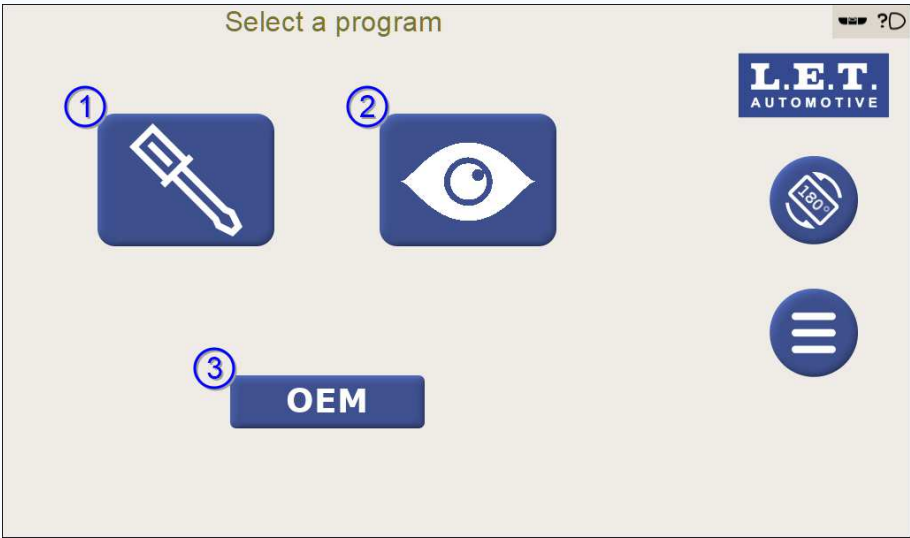 Select a program
?
L.E.T.
AUTOMOTIVE
1
2
180°
3
OEM